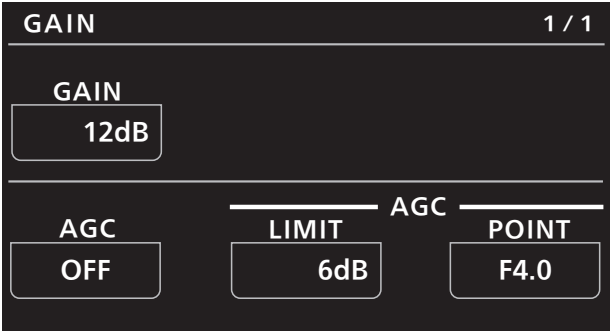 GAIN 1 / 1
GAIN
12dB
AGC
AGC LIMIT POINT
OFF 6dB F4.0